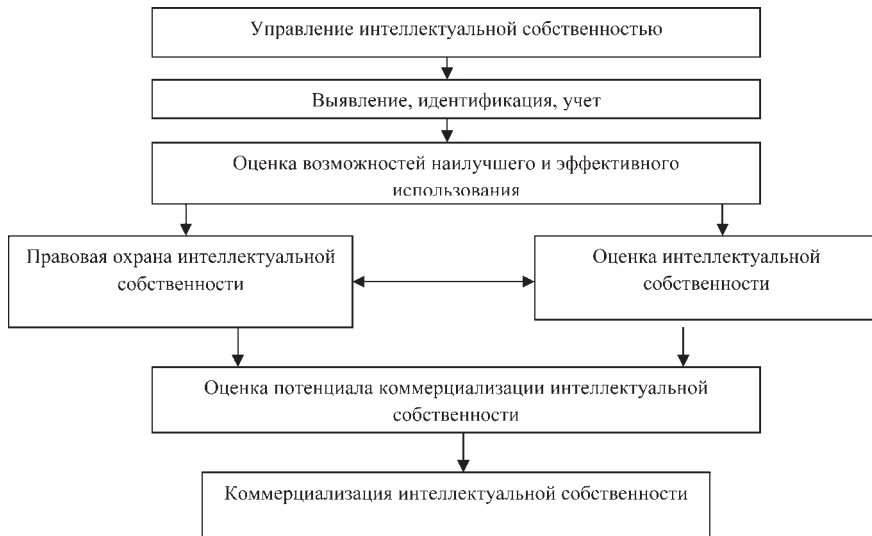 Управление интеллектуальной собственностью
Выявление, идентификация, учет
Оценка возможностей наилучшего и эффективного
использования
Правовая охрана интеллектуальной
собственности
Оценка интеллектуальной
собственности
Оценка потенциала коммерциализации интеллектуальной
собственности
Коммерциализация интеллектуальной собственности